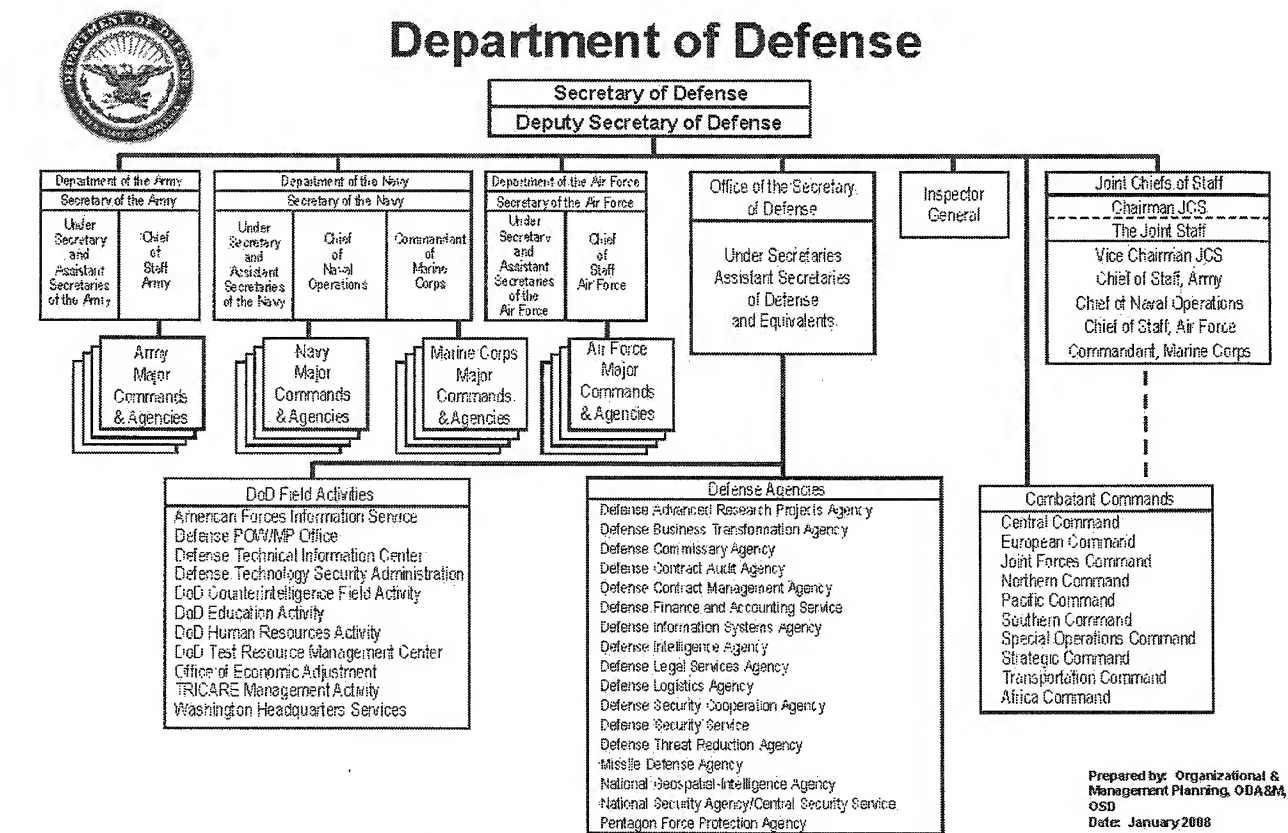 Department of Defense
Secretary of Defense
Deputy Secretary of Defense
Department of the Army
Secretary of the Army
Under
Secretary
and
Assistant
Secretaries
of the Army
Chief
of
Staff
Army
Department of the Navy
Secretary of the Navy
Under
Secretary
and
Assistant
Secretaries
of the Navy
Chief
of
Naval
Operations
Commandant
of
Marine
Corps
Department of the Air Force
Secretary of the Air Force
Under
Secretary
and
Assistant
Secretaries
of the
Air Force
Chief
of
Staff
Air Force
Office of the Secretary
of Defense
Under Secretaries
Assistant Secretaries
of Defense
and Equivalents
Inspector
General
Joint Chiefs of Staff
Chairman JCS
The Joint Staff
Vice Chairman JCS
Chief of Staff, Army
Chief of Naval Operations
Chief of Staff, Air Force
Commandant, Marine Corps
Army
Major
Commands
& Agencies
Navy
Major
Commands
& Agencies
Marine Corps
Major
Commands
& Agencies
Air Force
Major
Commands
& Agencies
DoD Field Activities
American Forces Information Service
Defense POW/MP Office
Defense Technical Information Center
Defense Technology Security Administration
DoD Counterintelligence Field Activity
DoD Education Activity
DoD Human Resources Activity
DoD Test Resource Management Center
Office of Economic Adjustment
TRICARE Management Activity
Washington Headquarters Services
Defense Agencies
Defense Advanced Research Projects Agency
Defense Business Transformation Agency
Defense Commissary Agency
Defense Contract Audit Agency
Defense Contract Management Agency
Defense Finance and Accounting Service
Defense Information Systems Agency
Defense Intelligence Agency
Defense Legal Services Agency
Defense Logistics Agency
Defense Security Cooperation Agency
Defense Security Service
Defense Threat Reduction Agency
Missile Defense Agency
National Geospatial-Intelligence Agency
National Security Agency/Central Security Service
Pentagon Force Protection Agency
Combatant Commands
Central Command
European Command
Joint Forces Command
Northern Command
Pacific Command
Southern Command
Special Operations Command
Strategic Command
Transportation Command
Africa Command
Prepared by: Organizational &
Management Planning, ODA&M,
OSD
Date: January 2008